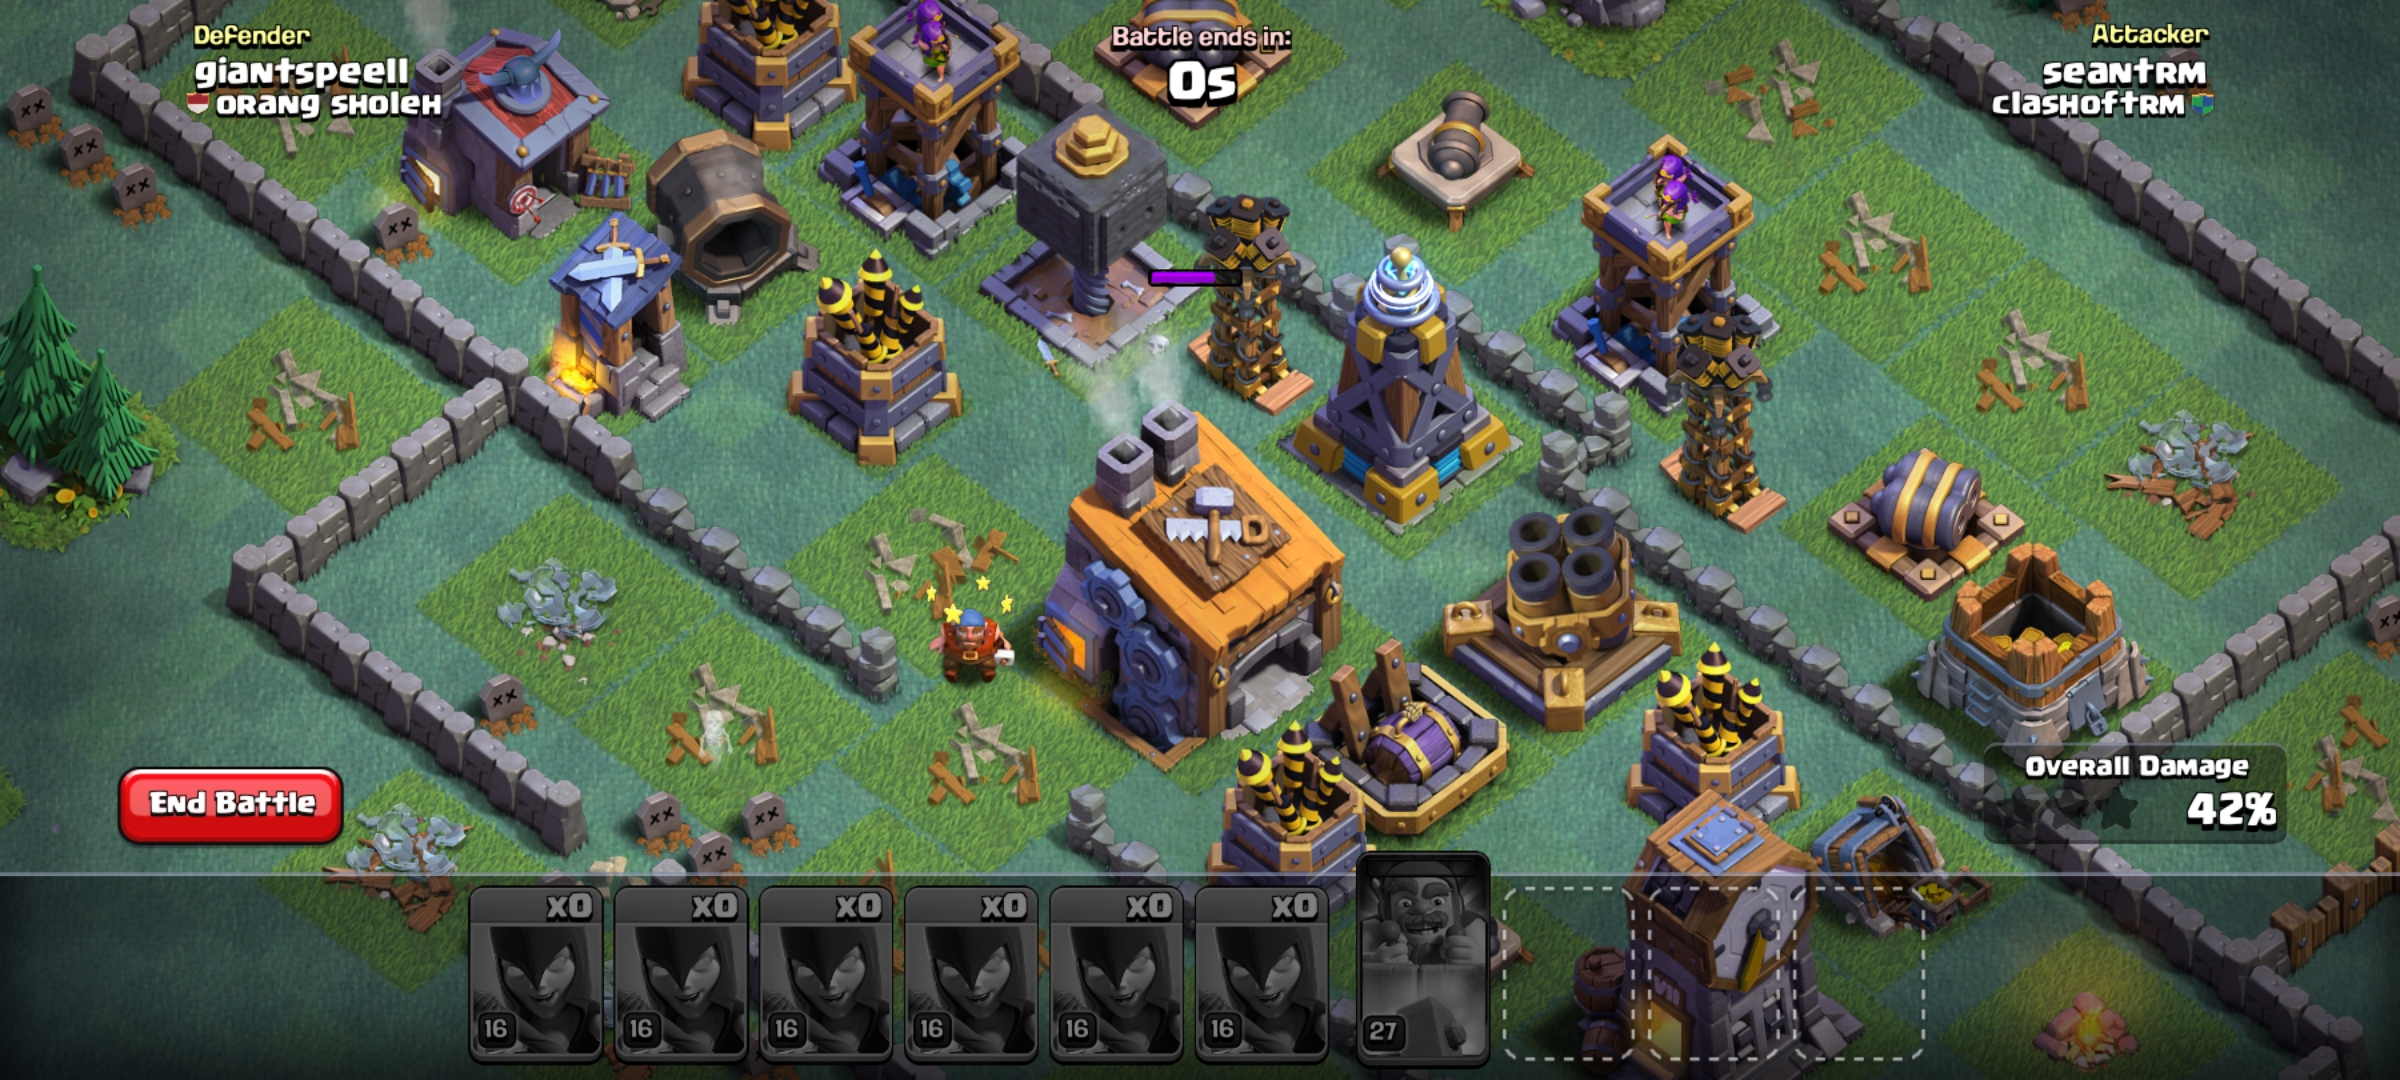 Defender
giantspeell
ORANG SHOLEH
Battle ends in:
0s
Attacker
seantRM
clashoftRM
End Battle
Overall Damage
42%
x0
x0
x0
x0
x0
x0
16
16
16
16
16
16
27